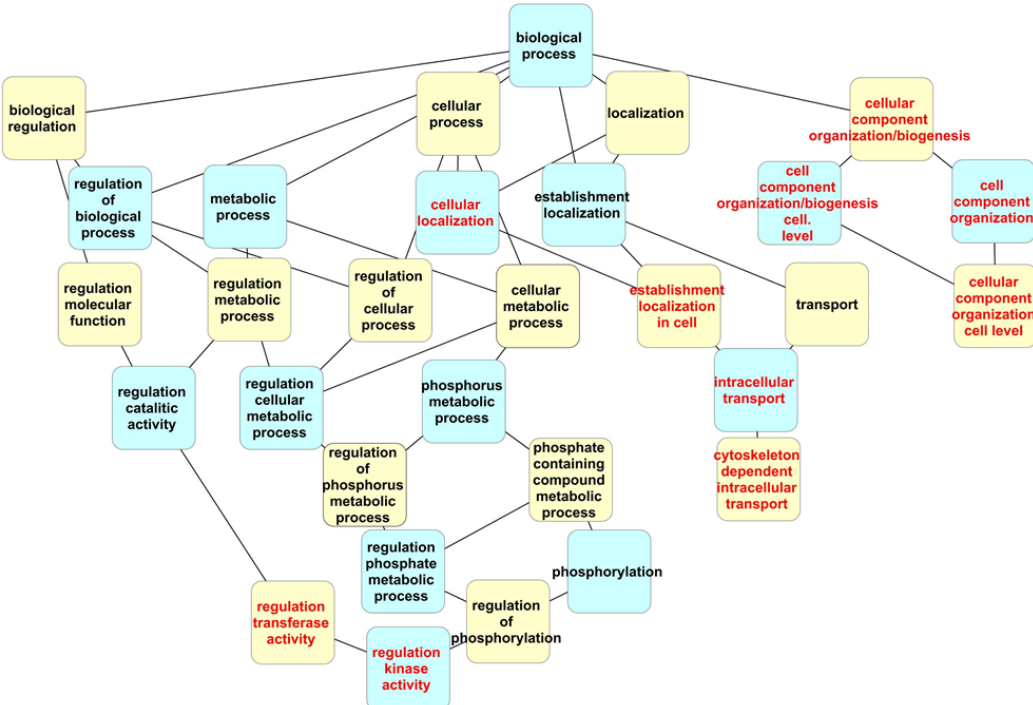 biological
process
biological
regulation
cellular
process
localization
cellular
component
organization/biogenesis
regulation
of
biological
process
metabolic
process
cellular
localization
establishment
localization
cell
component
organization/biogenesis
cell.
level
cell
component
organization
regulation
molecular
function
regulation
metabolic
process
regulation
of
cellular
process
cellular
metabolic
process
establishment
localization
in cell
transport
cellular
component
organization
cell level
regulation
catalitic
activity
regulation
cellular
metabolic
process
phosphorus
metabolic
process
intracellular
transport
regulation
of
phosphorus
metabolic
process
phosphate
containing
compound
metabolic
process
cytoskeleton
dependent
intracellular
transport
regulation
phosphate
metabolic
process
phosphorylation
regulation
transferase
activity
regulation
of
phosphorylation
regulation
kinase
activity